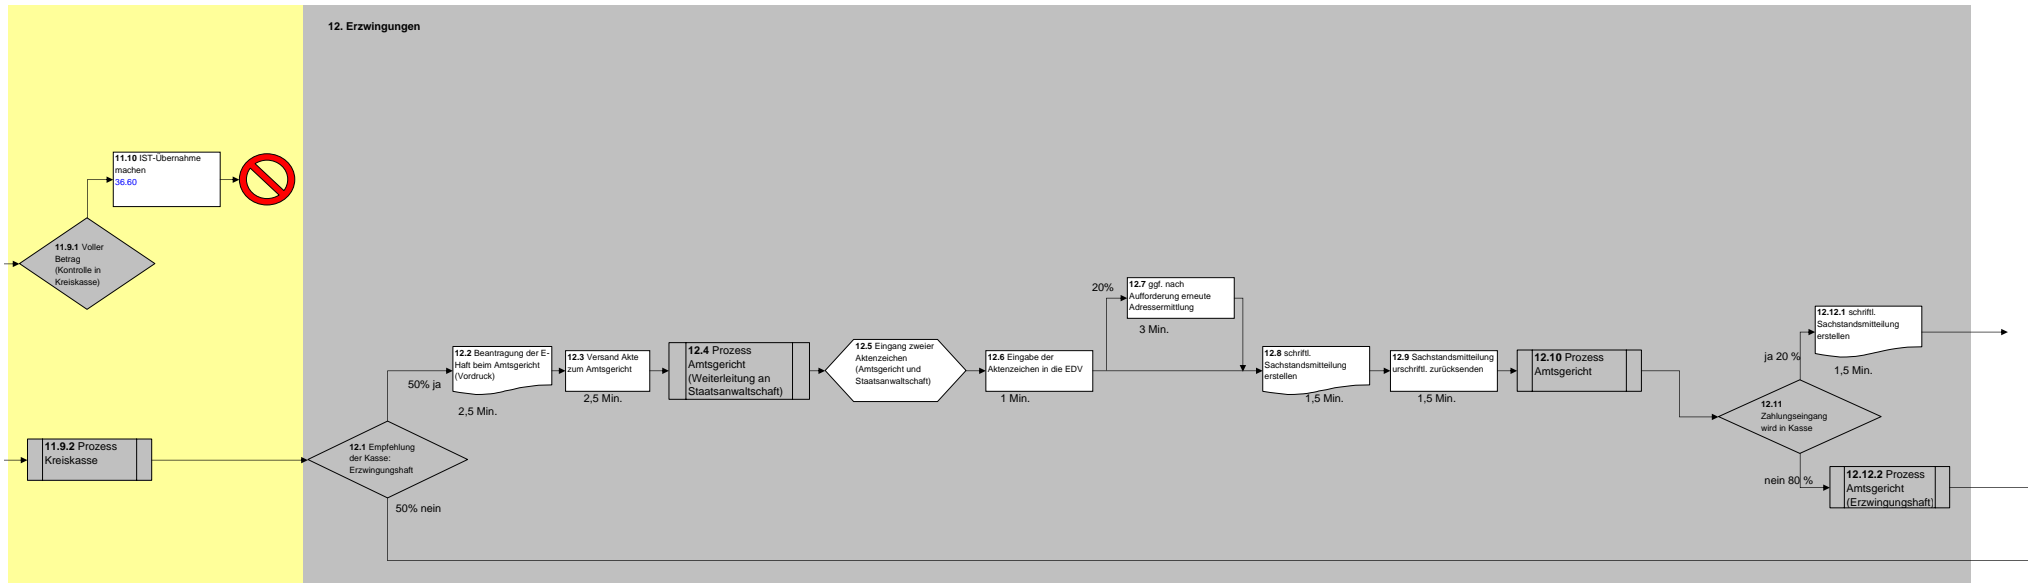 12. Erzwingungen
11.10 IST-Übernahme
machen
36.60
11.9.1 Voller
Betrag
(Kontrolle in
Kreiskasse)
11.9.2 Prozess
Kreiskasse
12.1 Empfehlung
der Kasse:
Erzwingungshaft
50% ja
50% nein
12.2 Beantragung der E-
Haft beim Amtsgericht
(Vordruck)
2,5 Min.
12.3 Versand Akte
zum Amtsgericht
2,5 Min.
12.4 Prozess
Amtsgericht
(Weiterleitung an
Staatsanwaltschaft)
12.5 Eingang zweier
Aktenzeichen
(Amtsgericht und
Staatsanwaltschaft)
12.6 Eingabe der
Aktenzeichen in die EDV
1 Min.
20%
12.7 ggf. nach
Aufforderung erneute
Adressermittlung
3 Min.
12.8 schriftl.
Sachstandsmitteilung
erstellen
1,5 Min.
12.9 Sachstandsmitteilung
urschriftl. zurücksenden
1,5 Min.
12.10 Prozess
Amtsgericht
12.11
Zahlungseingang
wird in Kasse
ja 20 %
12.12.1 schriftl.
Sachstandsmitteilung
erstellen
1,5 Min.
nein 80 %
12.12.2 Prozess
Amtsgericht
(Erzwingungshaft)